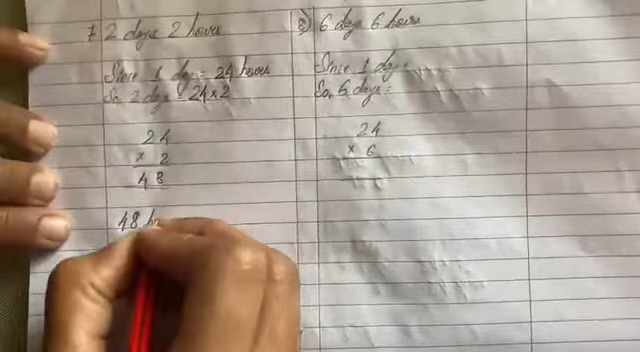 7 2 days 2 hours
Since 1 day = 24 hours
So 2 days = 24 x 2
24
x 2
48
48 h
8) 6 days 6 hours
Since 1 day =
So, 6 days =
24
x 6